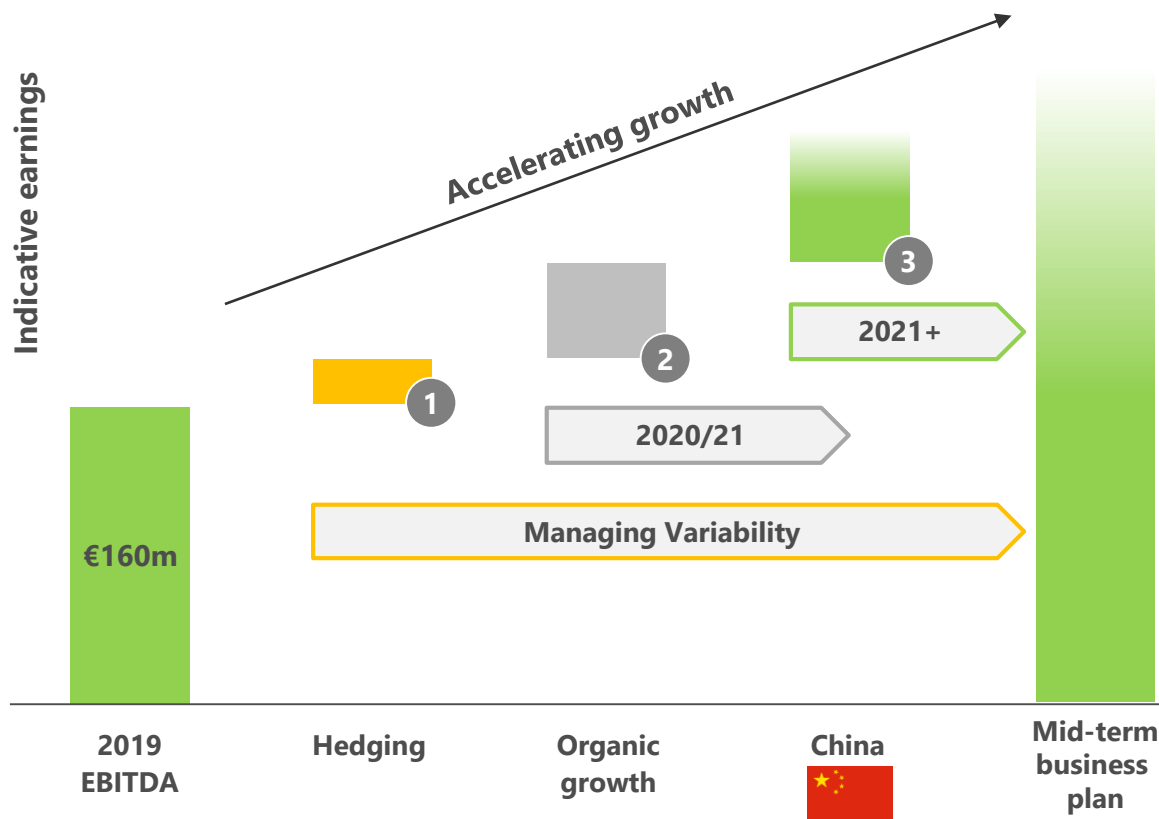 Indicative earnings
Accelerating growth
3
2021+
2
1
2020/21
Managing Variability
€160m
2019
EBITDA
Hedging
Organic
growth
China
Mid-term
business
plan